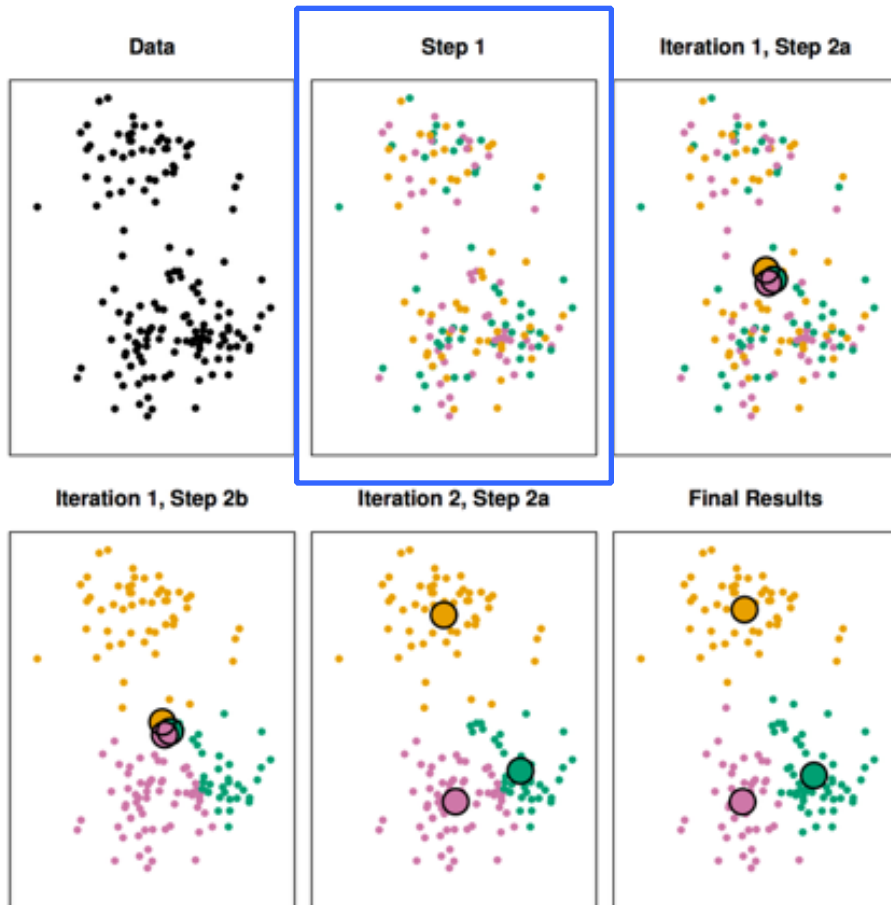 Data
Step 1
Iteration 1, Step 2a
Iteration 1, Step 2b
Iteration 2, Step 2a
Final Results